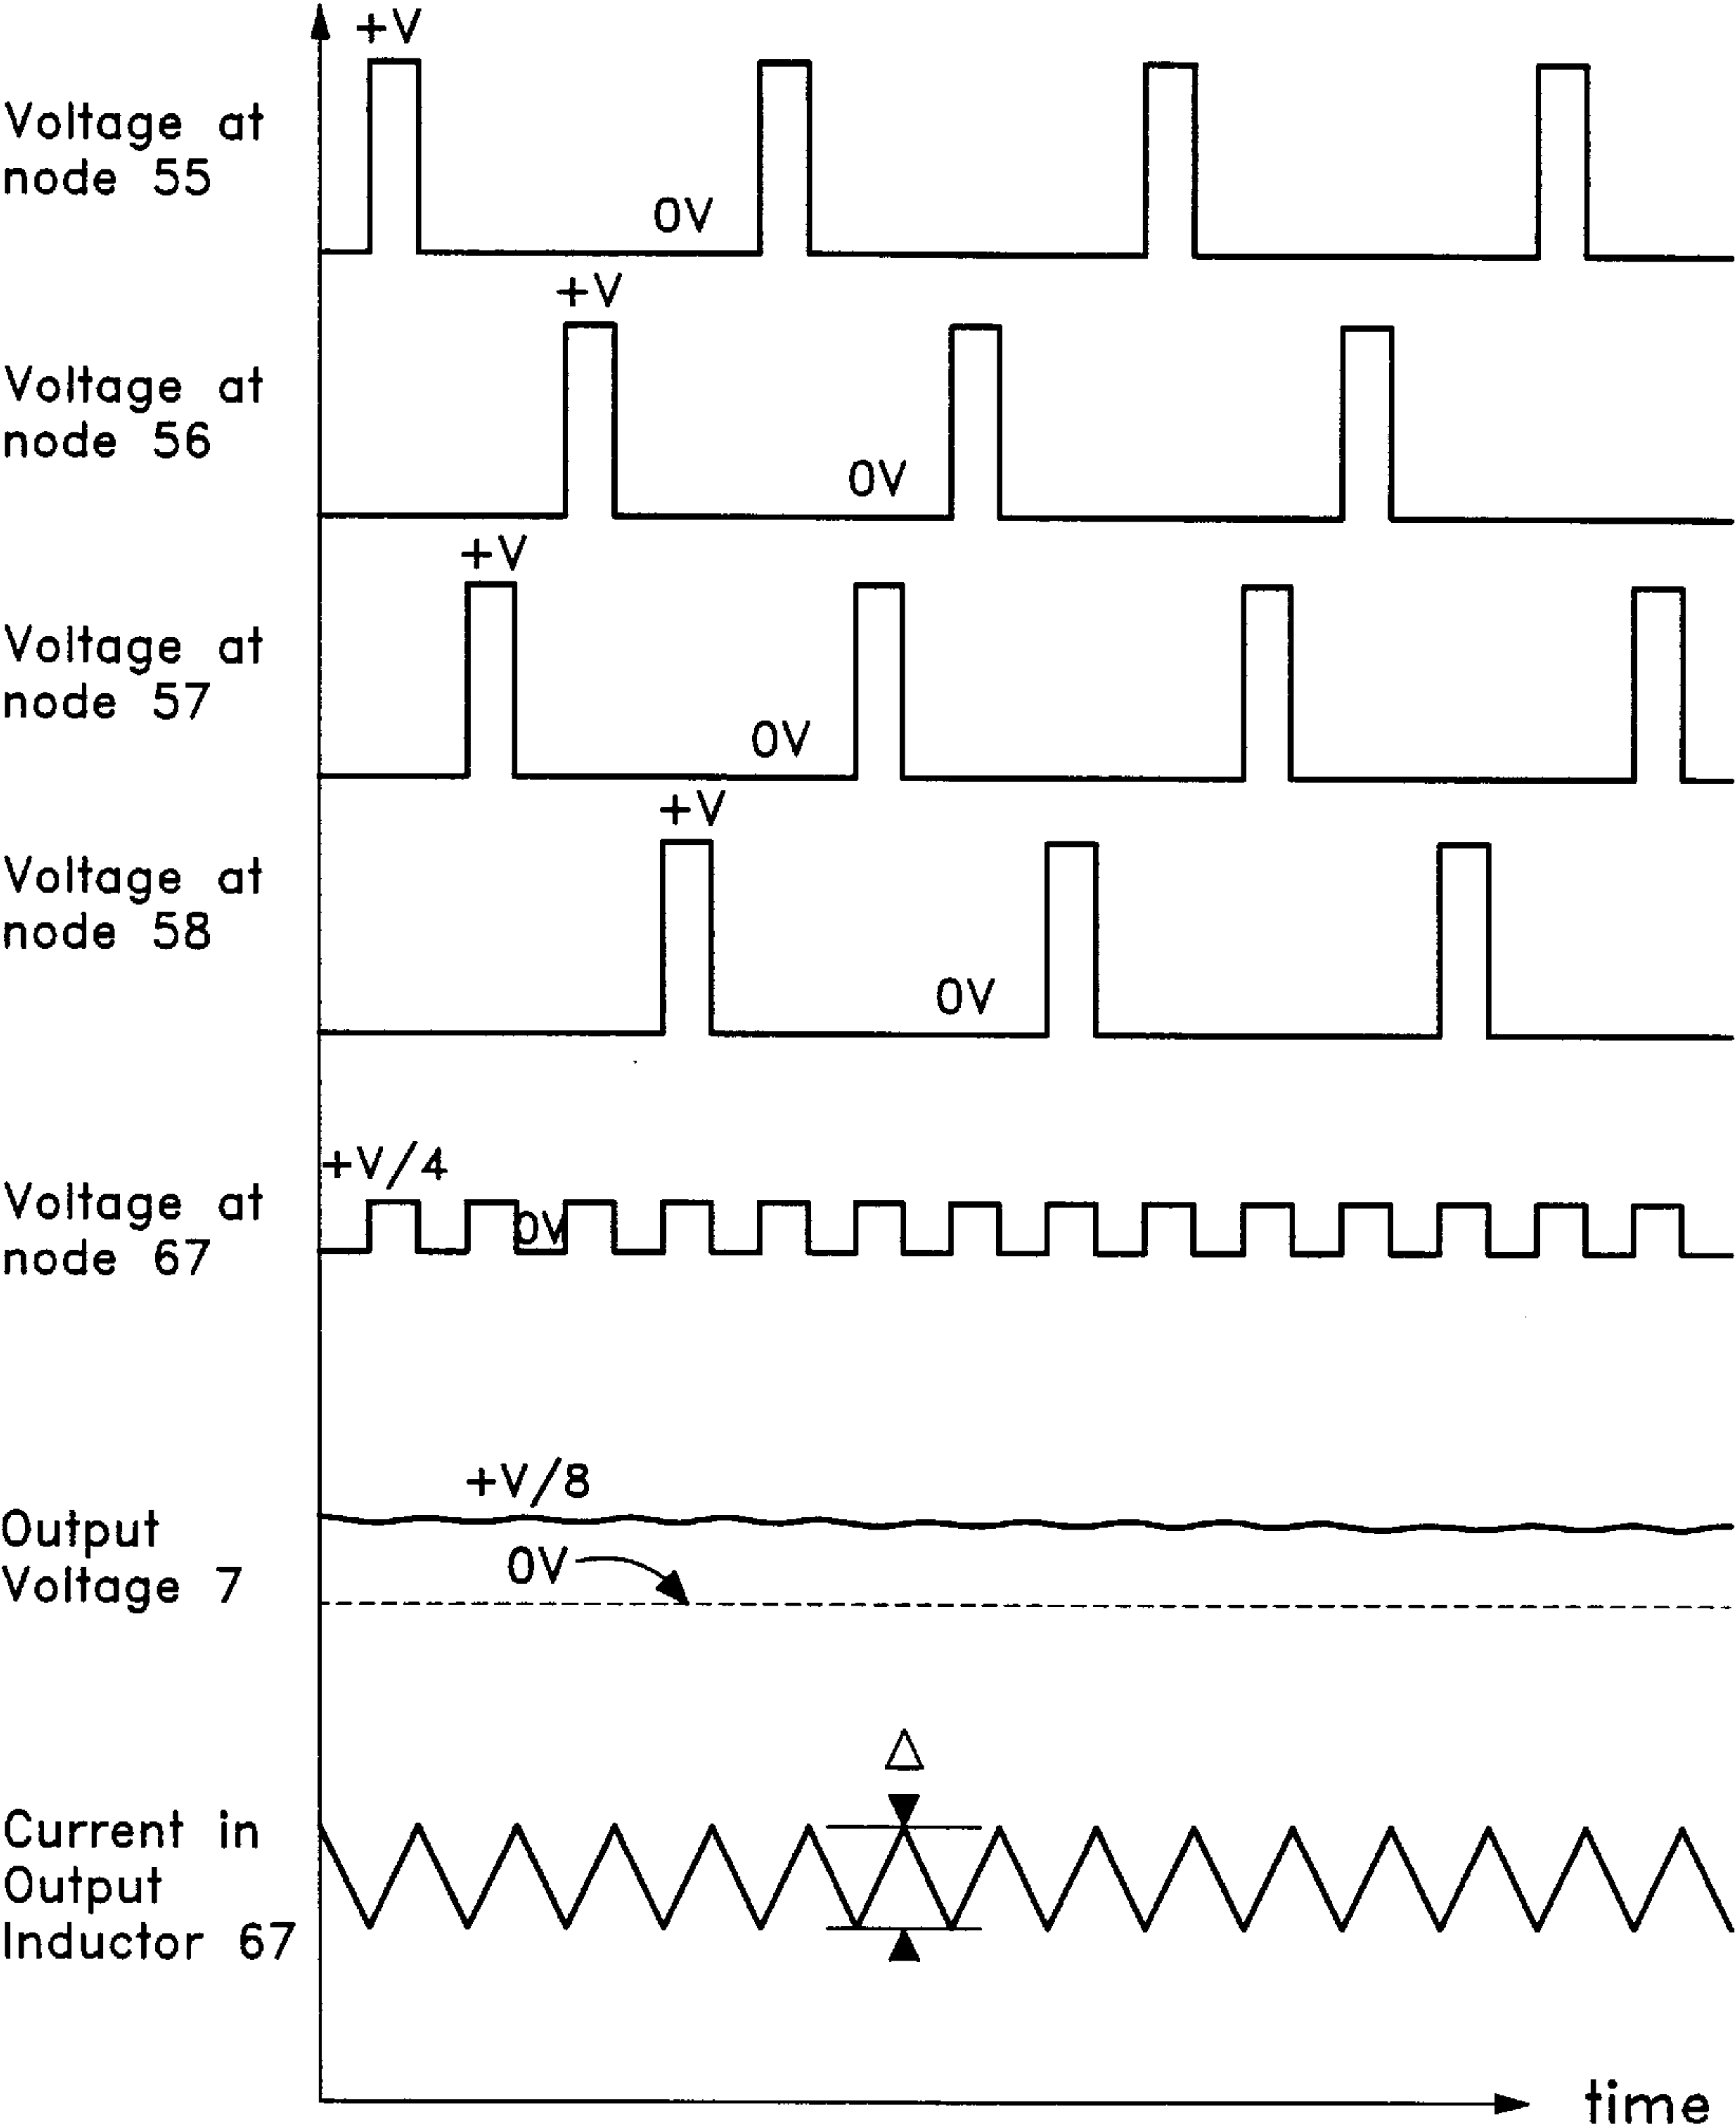 +V
Voltage at
node 55
0V
+V
Voltage at
node 56
0V
+V
Voltage at
node 57
0V
+V
Voltage at
node 58
0V
+V/4
Voltage at
node 67
0V
+V/8
Output
Voltage 7
0V
△
Current in
Output
Inductor 67
time